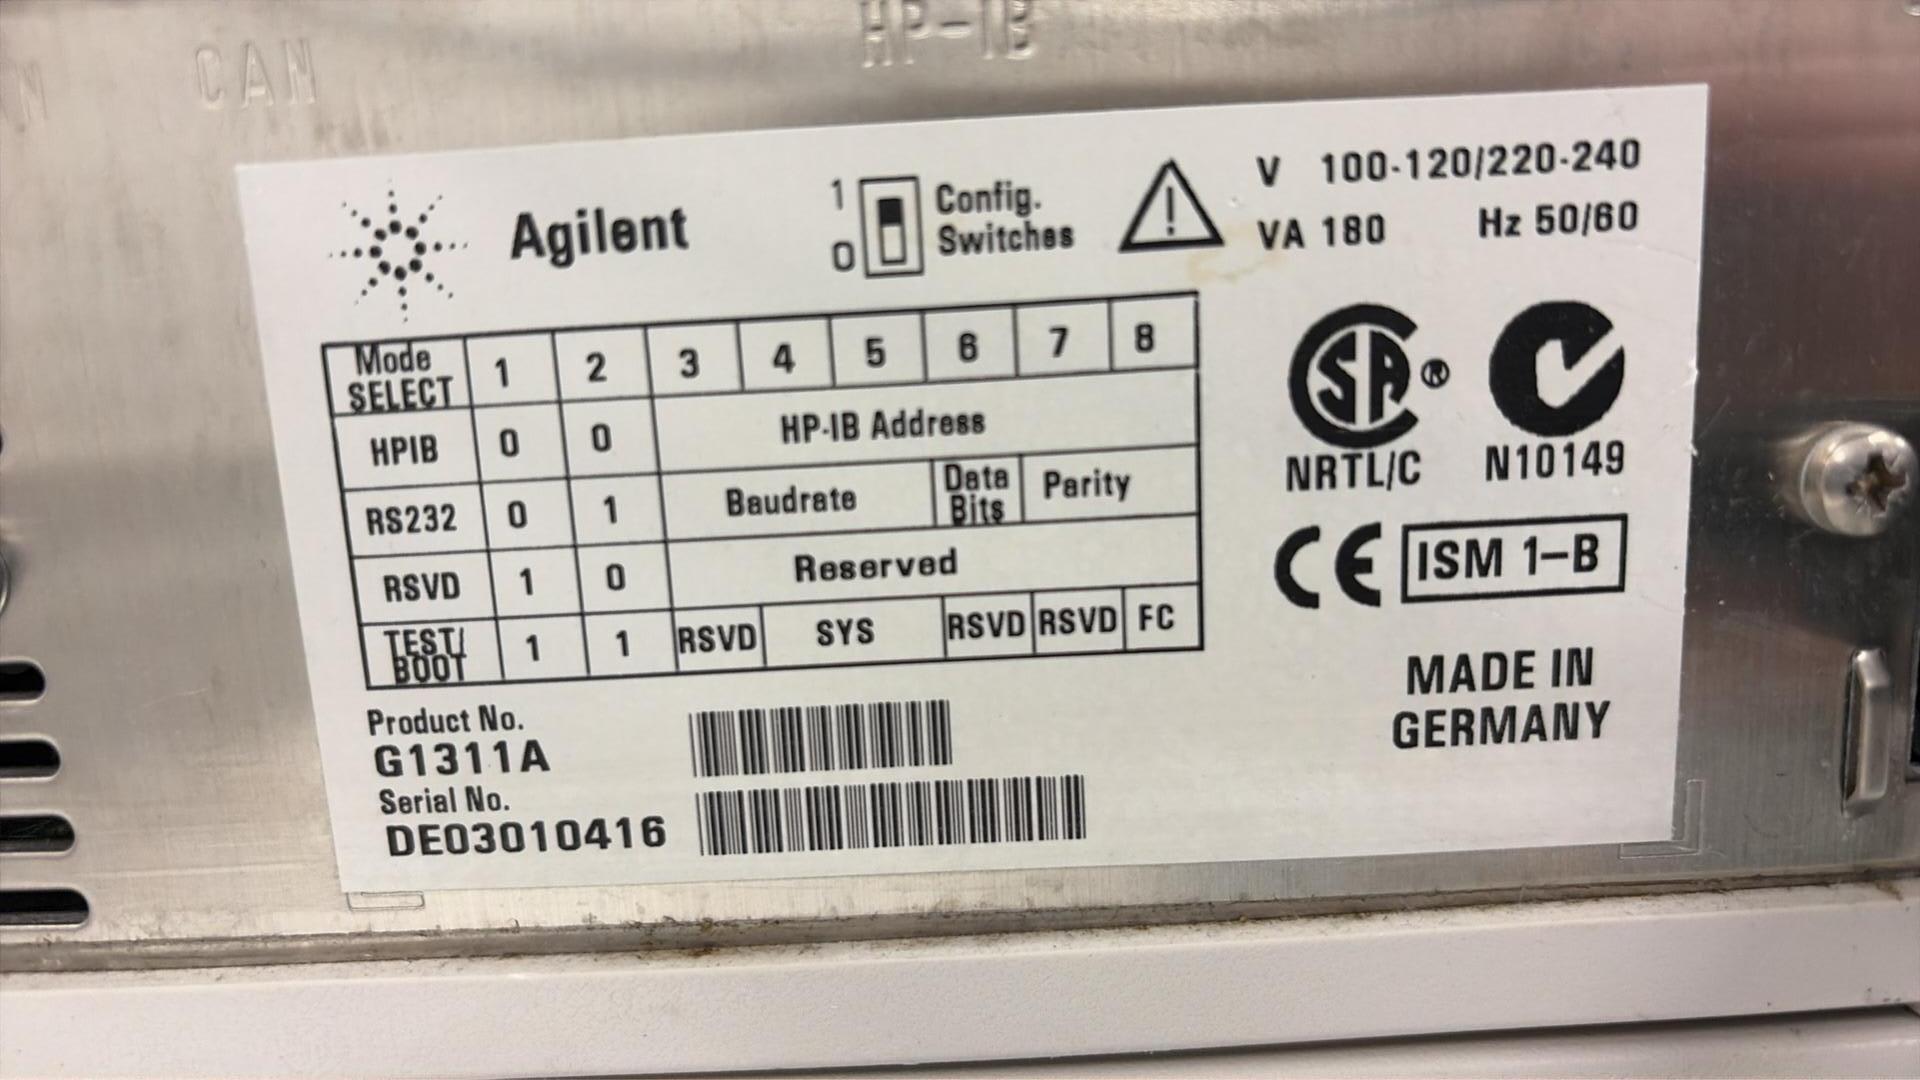 CAN
HP-IB
Agilent
1
0
Config.
Switches
V 100-120/220-240
VA 180 Hz 50/60
Mode SELECT 1 2 3 4 5 6 7 8
HPIB 0 0 HP-IB Address
RS232 0 1 Baudrate Data Bits Parity
RSVD 1 0 Reserved
TEST/BOOT 1 1 RSVD SYS RSVD RSVD FC
SA ®
NRTL/C
N10149
CE ISM 1-B
MADE IN
GERMANY
Product No.
G1311A
Serial No.
DE03010416